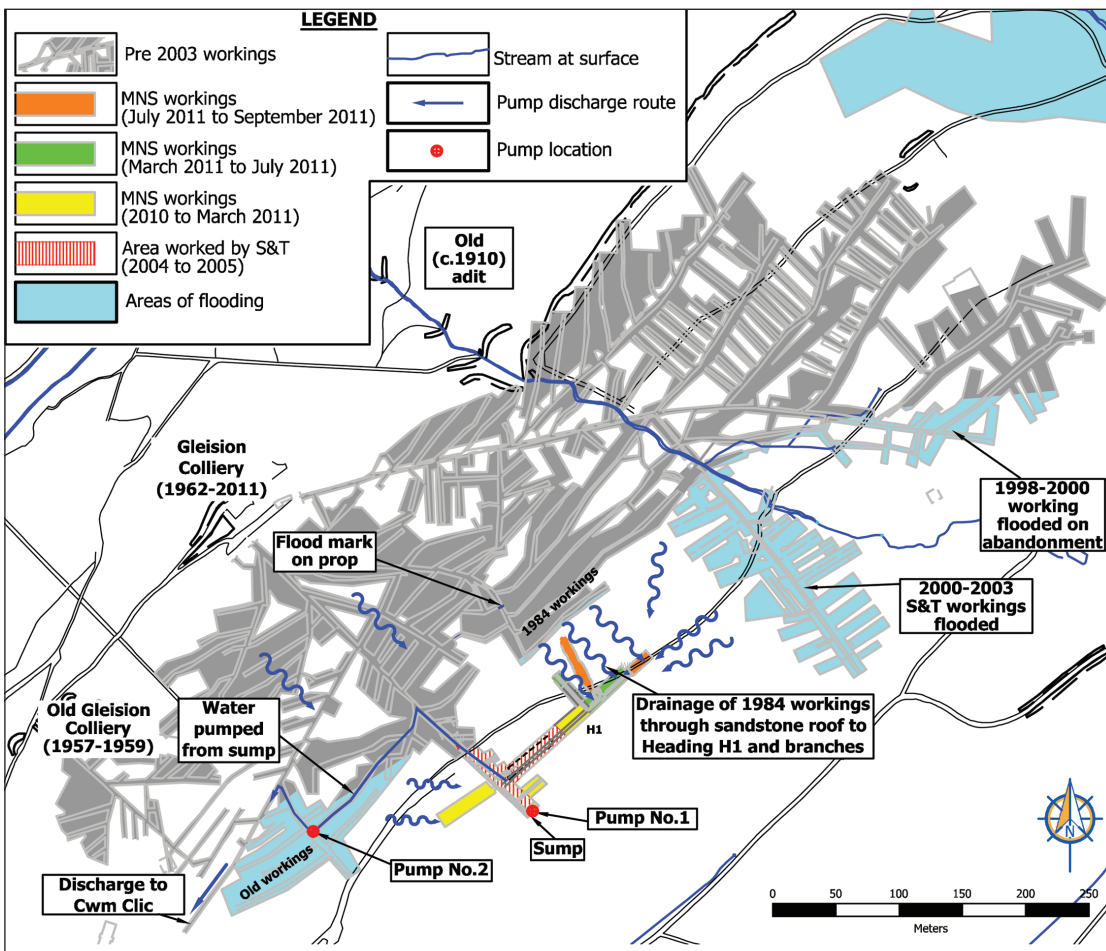 LEGEND
Pre 2003 workings
MNS workings
(July 2011 to September 2011)
MNS workings
(March 2011 to July 2011)
MNS workings
(2010 to March 2011)
Area worked by S&T
(2004 to 2005)
Areas of flooding
Stream at surface
Pump discharge route
Pump location
Old
(c.1910)
adit
Gleision
Colliery
(1962-2011)
Flood mark
on prop
1984 workings
1998-2000
working
flooded on
abandonment
2000-2003
S&T workings
flooded
Old Gleision
Colliery
(1957-1959)
Water
pumped
from sump
H1
Drainage of 1984 workings
through sandstone roof to
Heading H1 and branches
Pump No.1
Sump
Pump No.2
Old workings
Discharge to
Cwm Clic
N
0 50 100 150 200 250
Meters